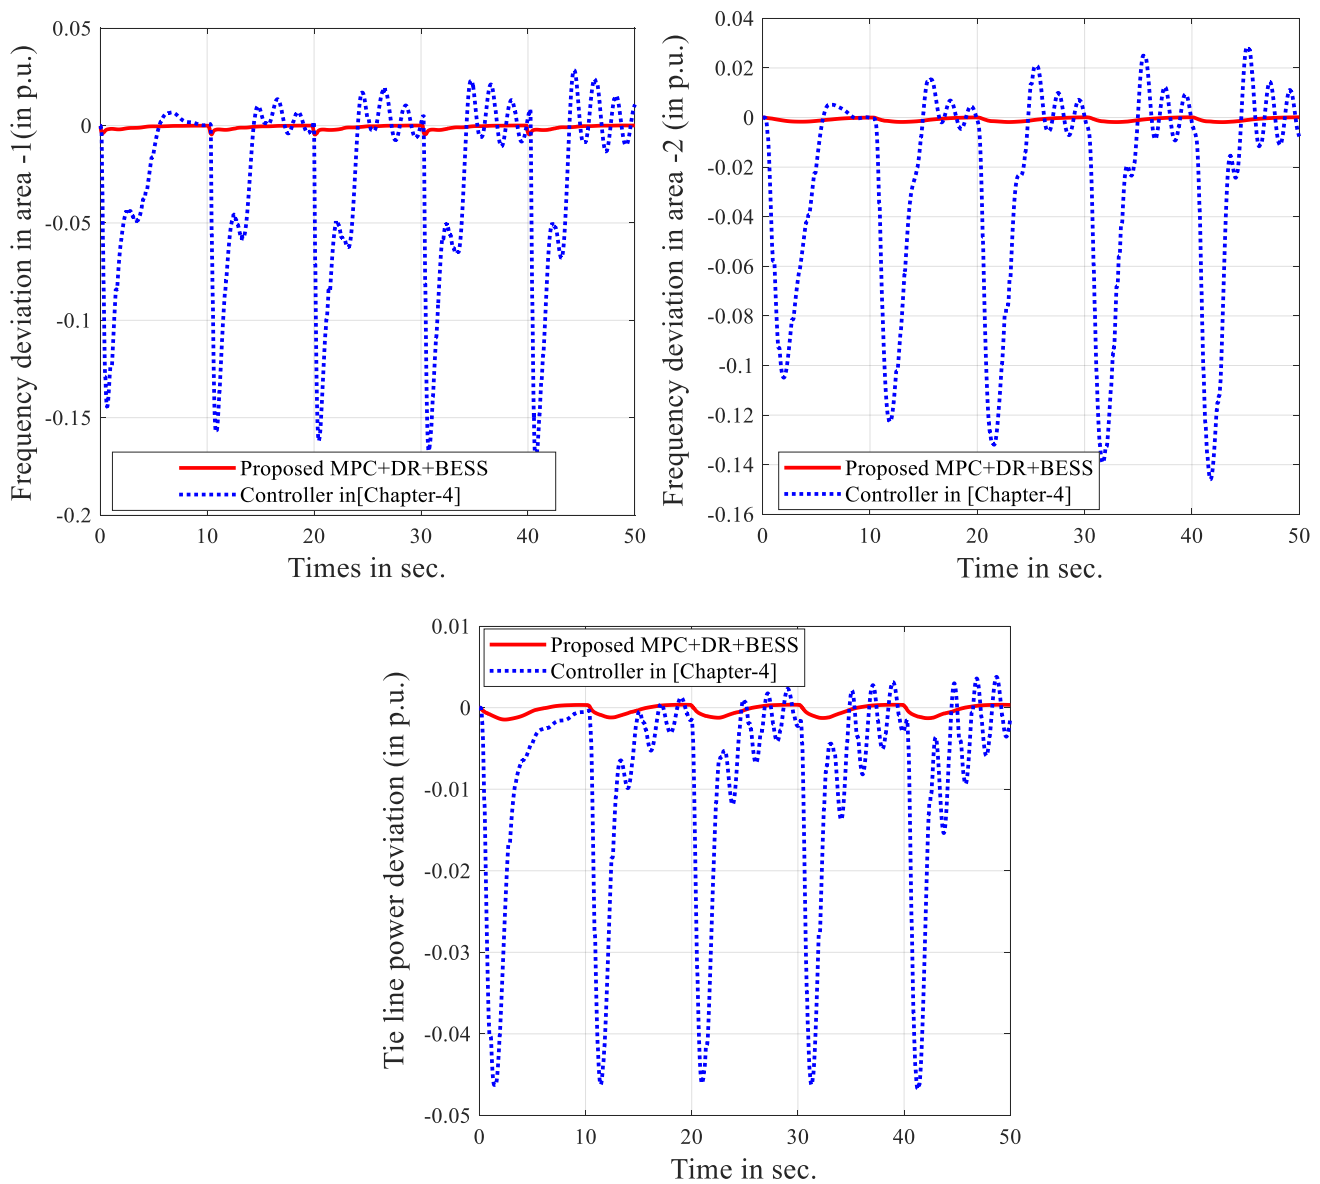 Frequency deviation in area -1(in p.u.)
0.05
0
-0.05
-0.1
-0.15
-0.2
Proposed MPC+DR+BESS
Controller in[Chapter-4]
0 10 20 30 40 50
Times in sec.
Frequency deviation in area -2 (in p.u.)
0.04
0.02
0
-0.02
-0.04
-0.06
-0.08
-0.1
-0.12
-0.14
-0.16
Proposed MPC+DR+BESS
Controller in [Chapter-4]
0 10 20 30 40 50
Time in sec.
Tie line power deviation (in p.u.)
0.01
0
-0.01
-0.02
-0.03
-0.04
-0.05
Proposed MPC+DR+BESS
Controller in [Chapter-4]
0 10 20 30 40 50
Time in sec.